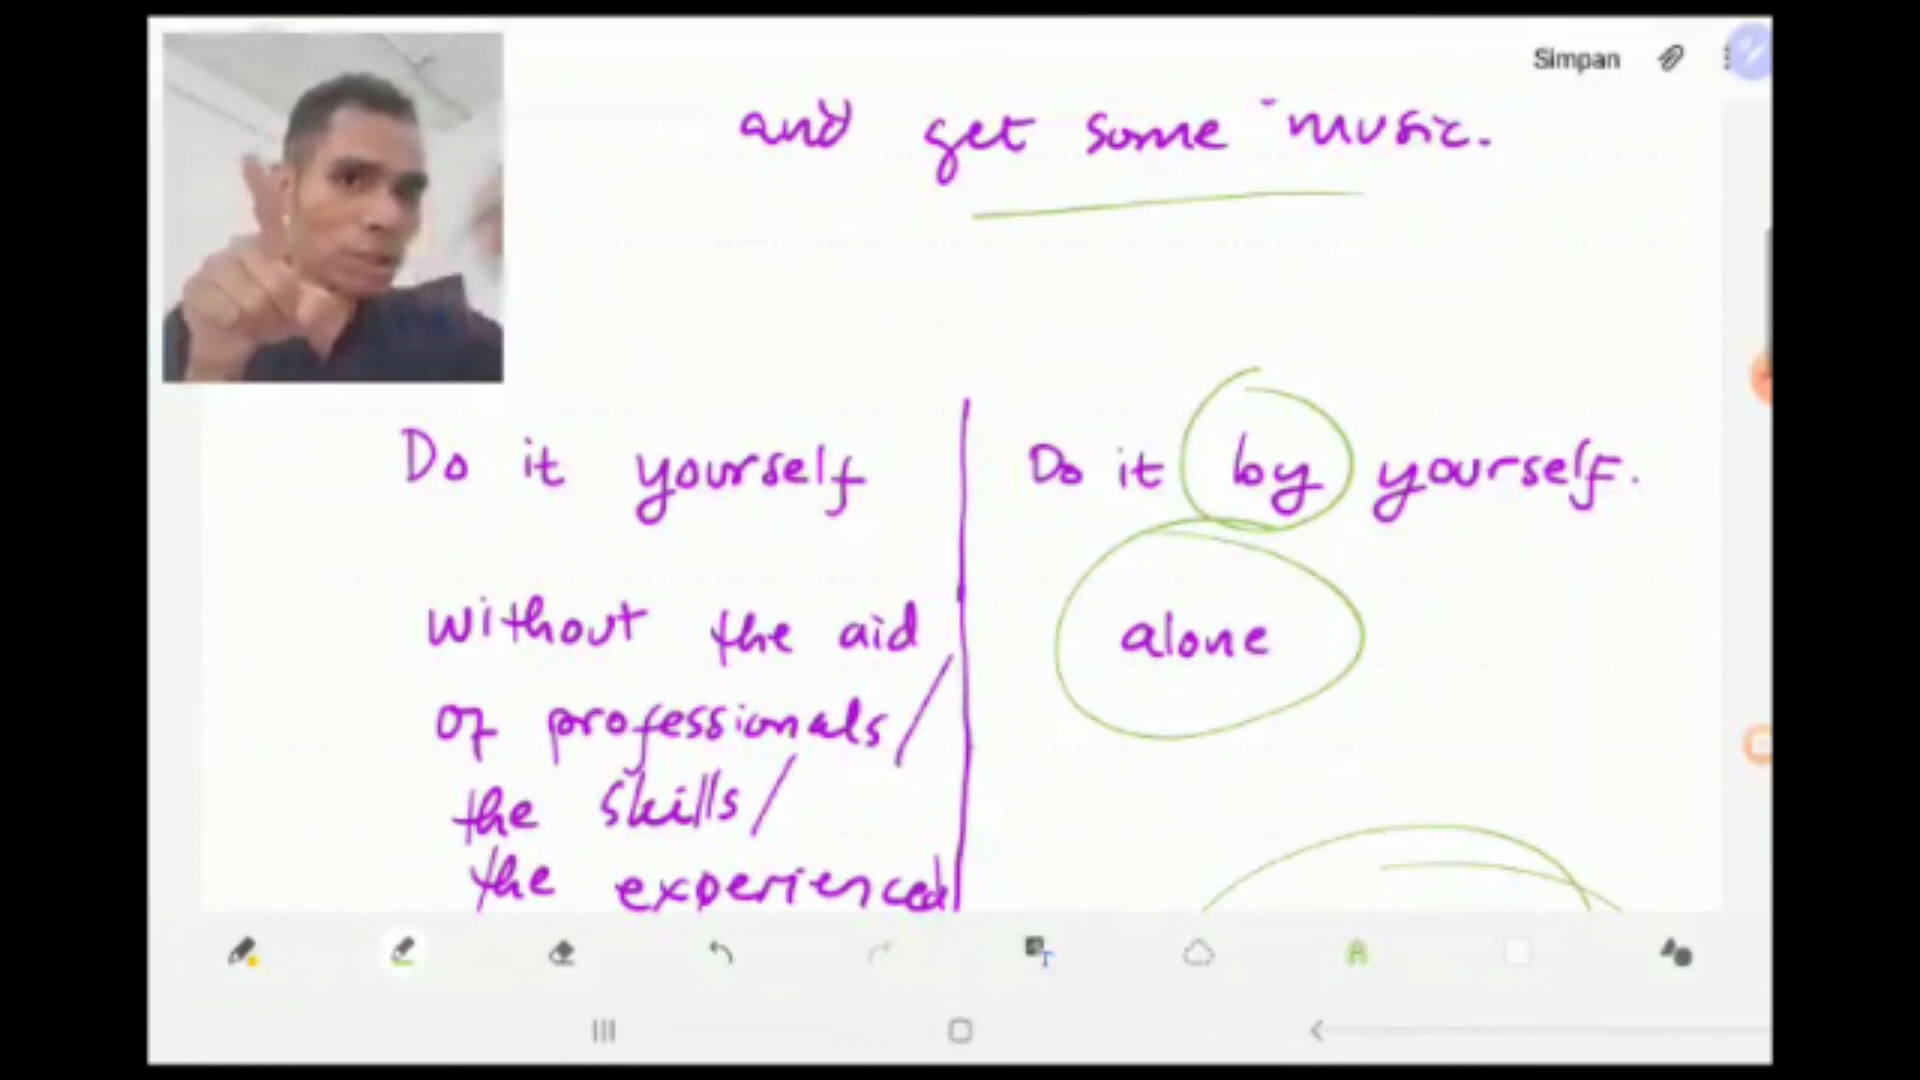 Simpan
and get some music.
Do it yourself
Do it by yourself.
without the aid
of professionals/
the skills/
the experienced
alone